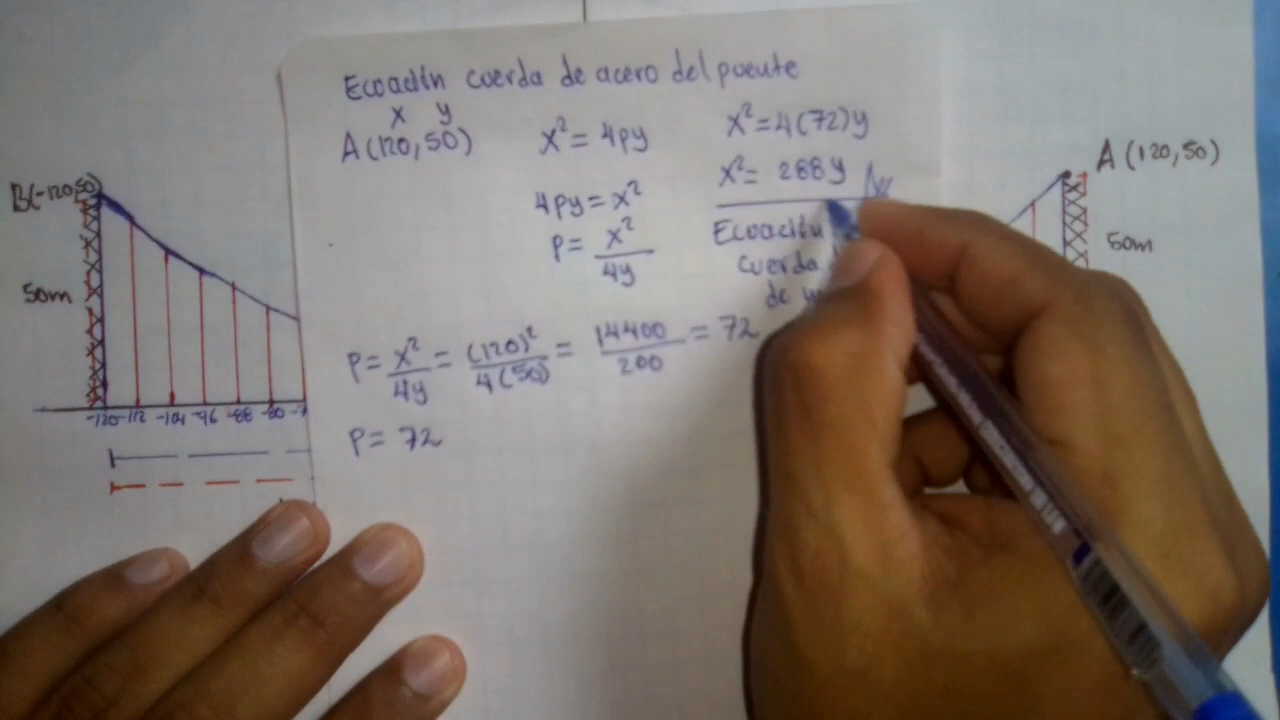 Ecuación cuerda de acero del puente
x y
A (120, 50)
x² = 4py
4py = x²
P = x²/4y
x² = 4(72)y
x² = 288y
Ecuación
cuerda
de
P = x²/4y = (120)²/4(50) = 14400/200 = 72
P = 72
B(-120,50)
50m
-120 -112 -104 -96 -88 -80
A (120,50)
50m